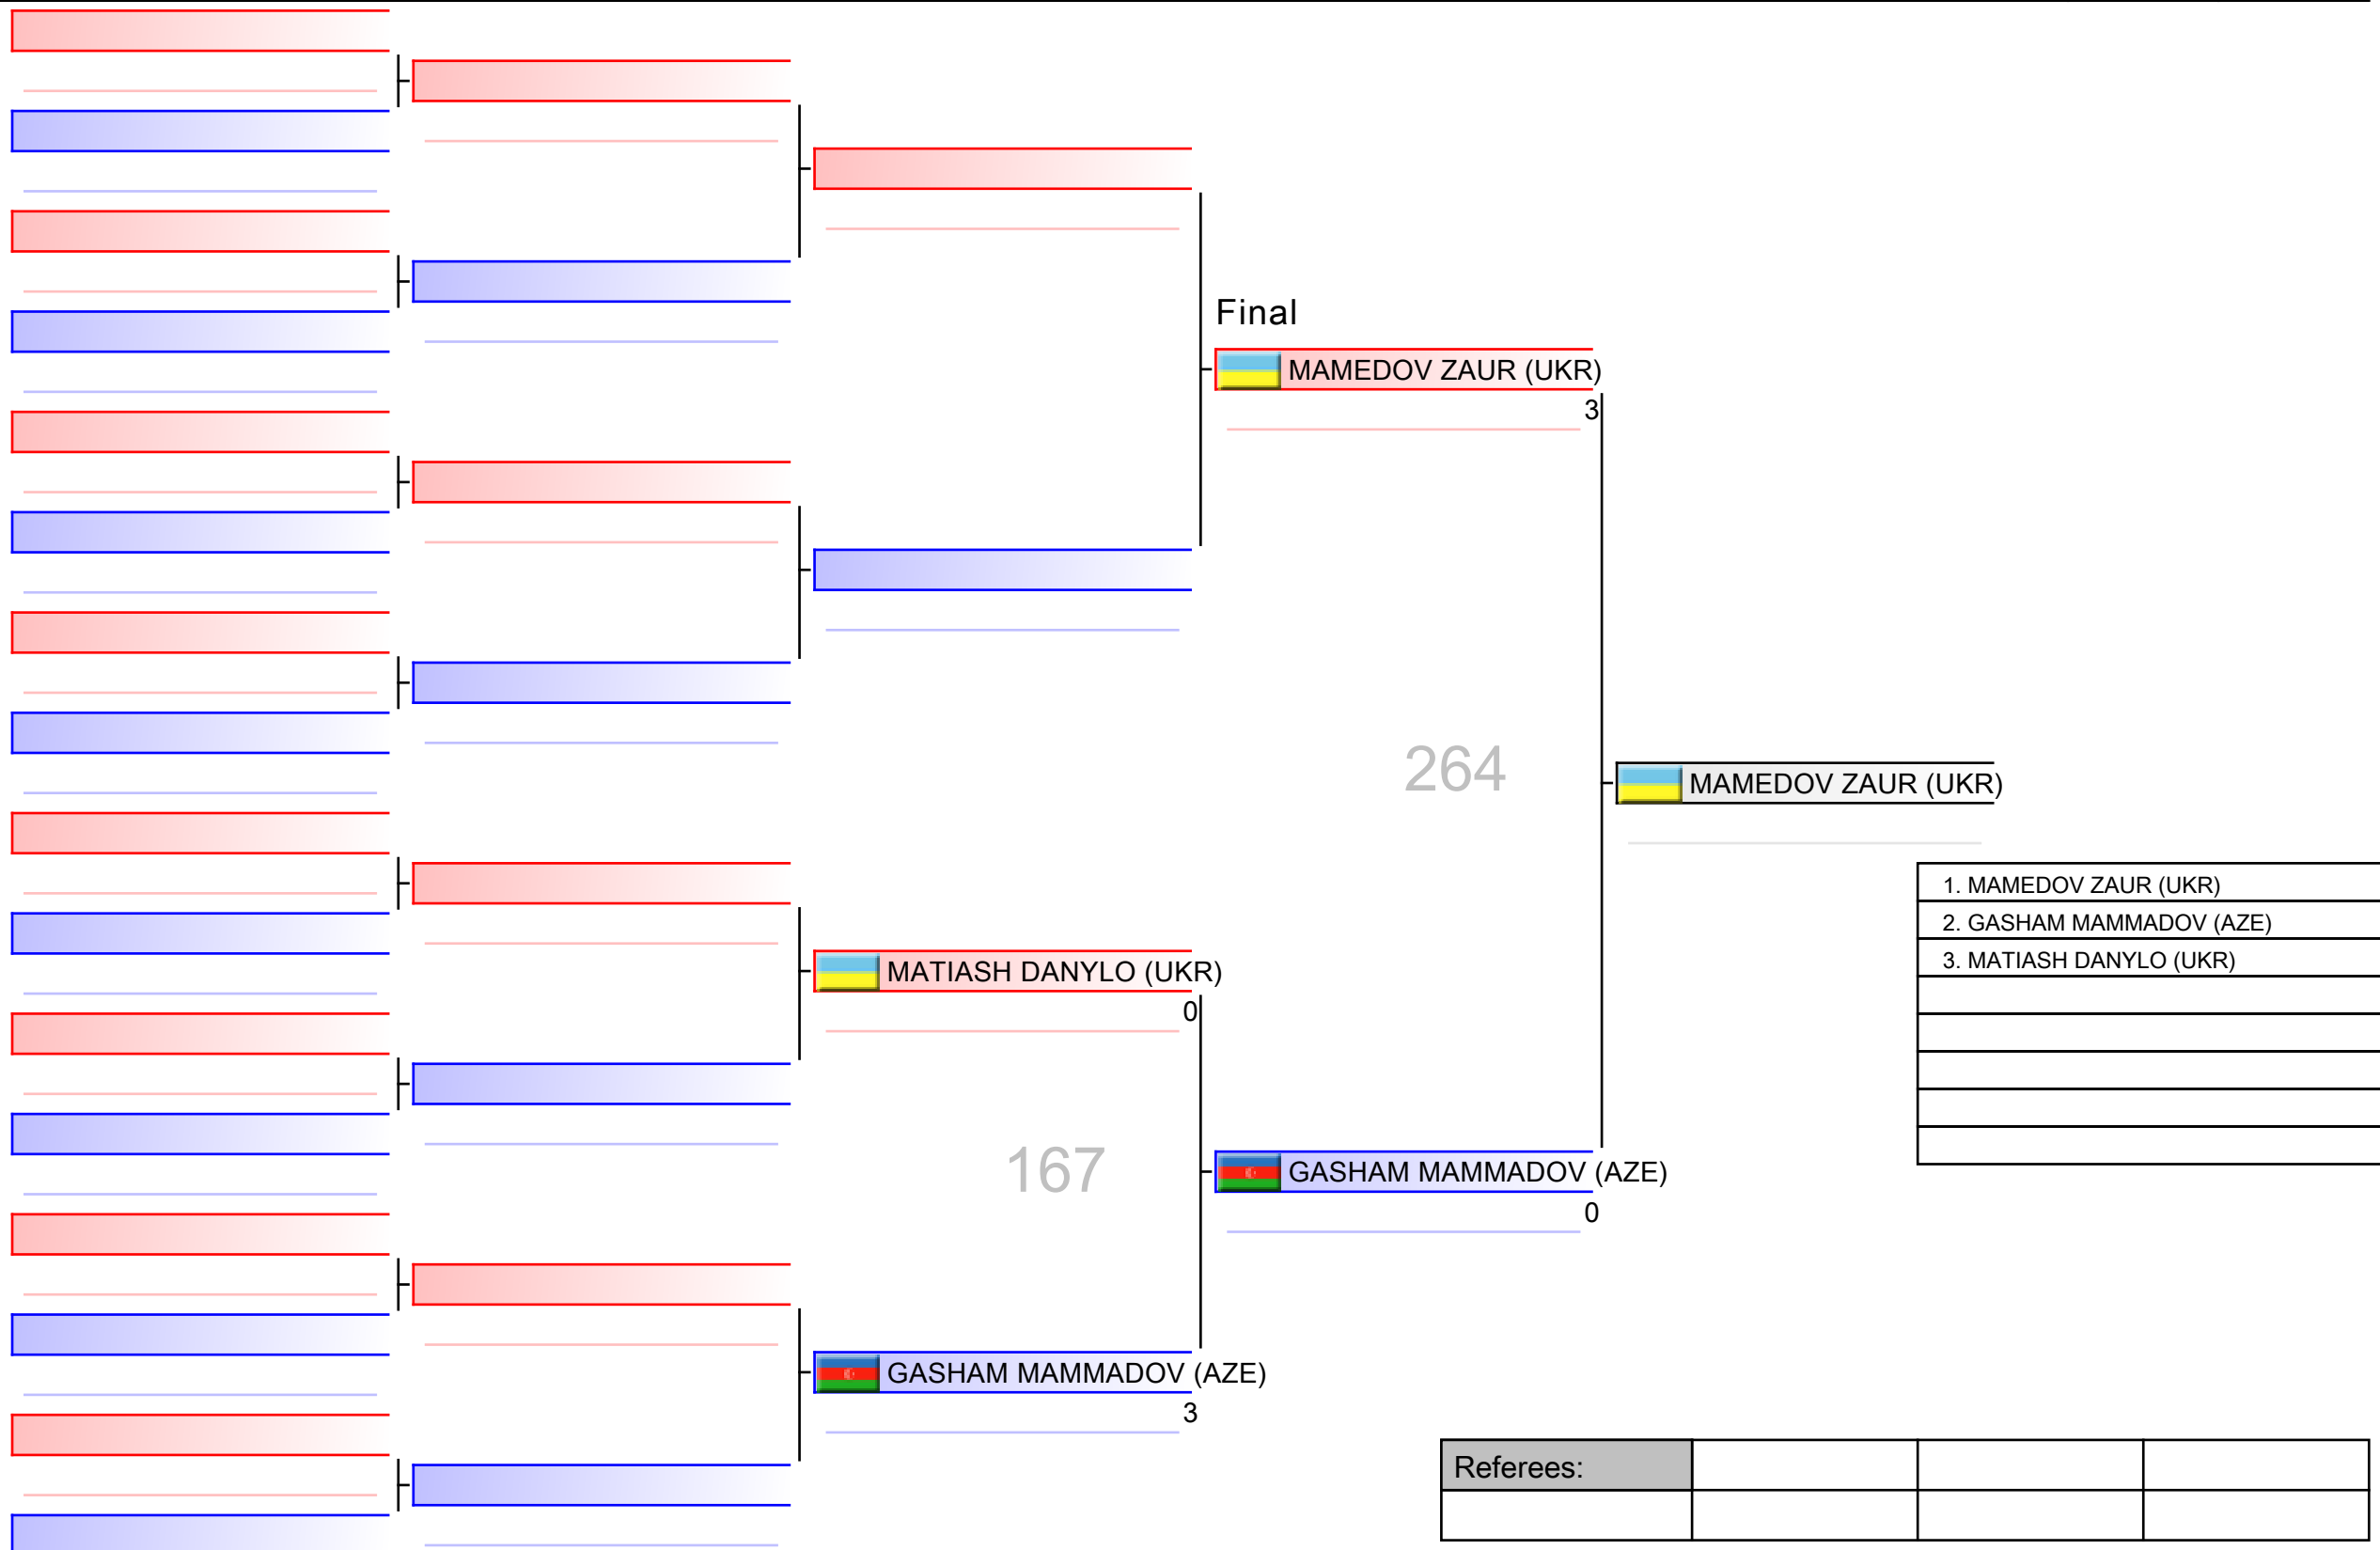 Final
MAMEDOV ZAUR (UKR)
3
264
MAMEDOV ZAUR (UKR)
1. MAMEDOV ZAUR (UKR)
2. GASHAM MAMMADOV (AZE)
3. MATIASH DANYLO (UKR)
MATIASH DANYLO (UKR)
0
167
GASHAM MAMMADOV (AZE)
0
GASHAM MAMMADOV (AZE)
3
Referees: